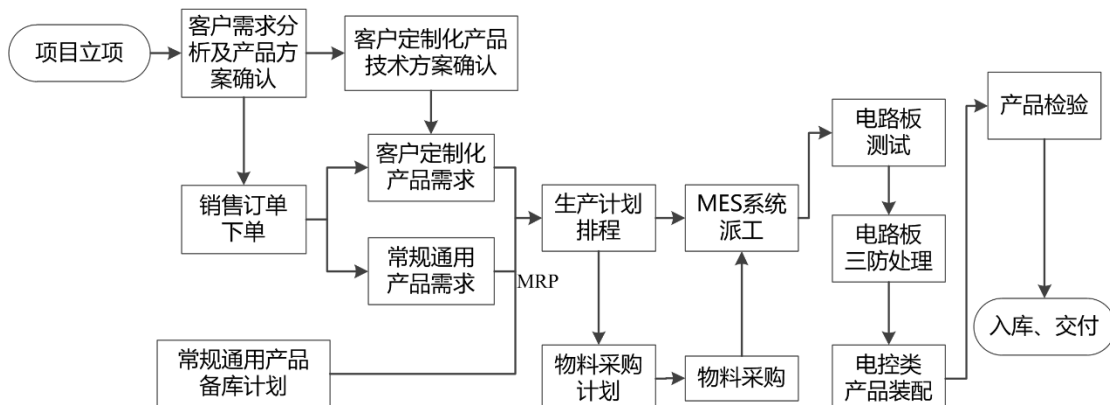 项目立项
客户需求分
析及产品方
案确认
客户定制化产品
技术方案确认
销售订单
下单
客户定制化
产品需求
常规通用
产品需求
常规通用产品
备库计划
MRP
生产计划
排程
物料采购
计划
MES系统
派工
物料采购
电路板
测试
电路板
三防处理
电控类
产品装配
产品检验
入库、交付